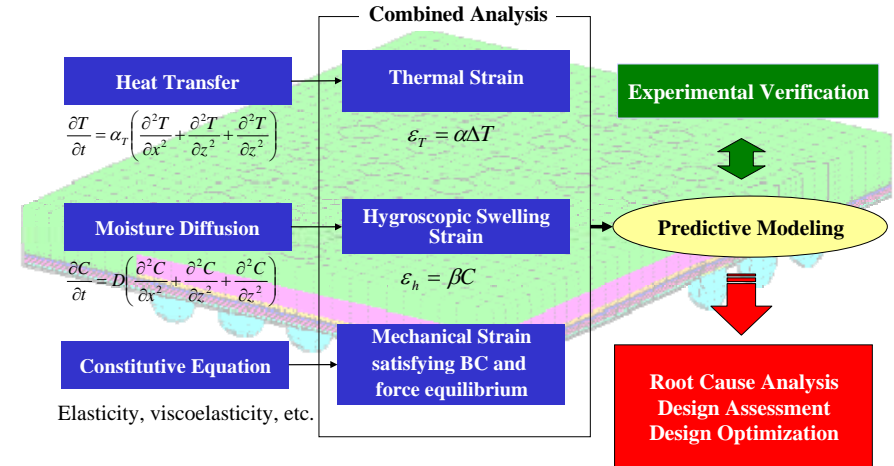 Combined Analysis
Heat Transfer
∂T/∂t = α_T(∂²T/∂x² + ∂²T/∂z² + ∂²T/∂z²)
Thermal Strain
ε_T = αΔT
Experimental Verification
Moisture Diffusion
∂C/∂t = D(∂²C/∂x² + ∂²C/∂z² + ∂²C/∂z²)
Hygroscopic Swelling
Strain
ε_h = βC
Predictive Modeling
Constitutive Equation
Elasticity, viscoelasticity, etc.
Mechanical Strain
satisfying BC and
force equilibrium
Root Cause Analysis
Design Assessment
Design Optimization